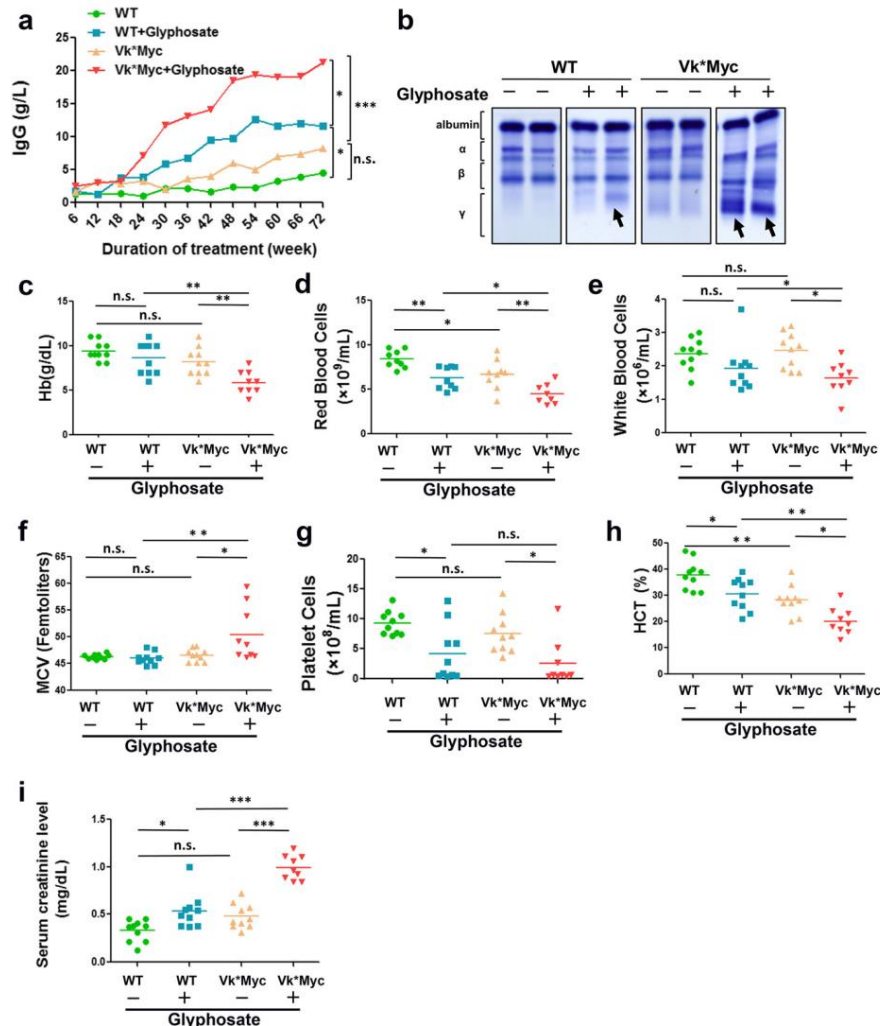 a
WT
WT+Glyphosate
Vk*Myc
Vk*Myc+Glyphosate
IgG (g/L)
25
20
15
10
5
0
6 12 18 24 30 36 42 48 54 60 66 72
Duration of treatment (week)
* *** * n.s.
b
WT Vk*Myc
Glyphosate − − + + − − + +
albumin
α
β
γ
c
Hb(g/dL)
15
10
5
0
n.s. **
**
n.s.
WT WT Vk*Myc Vk*Myc
− + − +
Glyphosate
d
Red Blood Cells
(×10⁹/mL)
15
10
5
0
*
** **
*
WT WT Vk*Myc Vk*Myc
− + − +
Glyphosate
e
White Blood Cells
(×10⁶/mL)
6
4
2
0
n.s.
*
n.s. *
WT WT Vk*Myc Vk*Myc
− + − +
Glyphosate
f
MCV (Femtoliters)
65
60
55
50
45
40
**
n.s. *
n.s.
WT WT Vk*Myc Vk*Myc
− + − +
Glyphosate
g
Platelet Cells
(×10⁸/mL)
20
15
10
5
0
n.s.
* *
n.s.
WT WT Vk*Myc Vk*Myc
− + − +
Glyphosate
h
HCT (%)
50
40
30
20
10
0
* **
** *
WT WT Vk*Myc Vk*Myc
− + − +
Glyphosate
i
Serum creatinine level
(mg/dL)
1.5
1.0
0.5
0.0
***
* ***
n.s.
WT WT Vk*Myc Vk*Myc
− + − +
Glyphosate